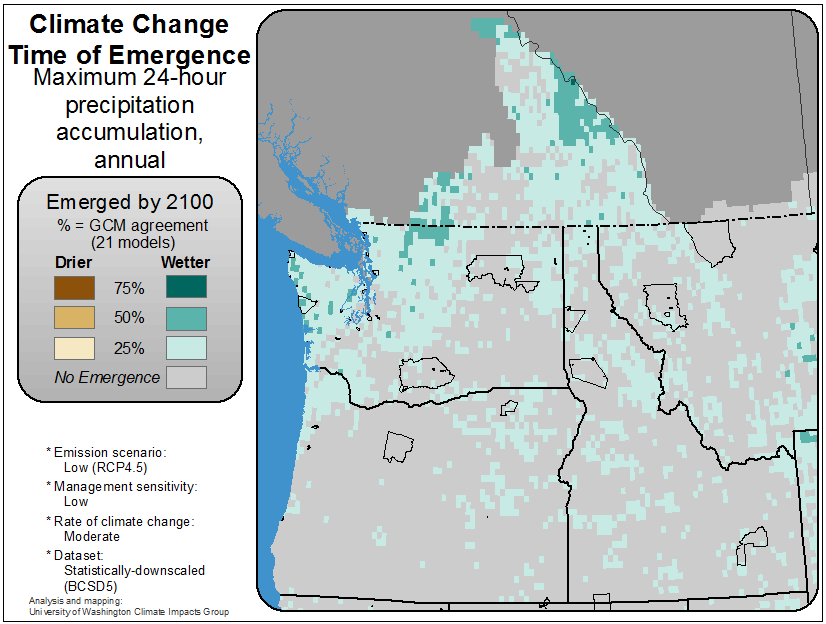 Climate Change
Time of Emergence
Maximum 24-hour
precipitation
accumulation,
annual
Emerged by 2100
% = GCM agreement
(21 models)
Drier Wetter
75%
50%
25%
No Emergence
* Emission scenario:
Low (RCP4.5)
* Management sensitivity:
Low
* Rate of climate change:
Moderate
* Dataset:
Statistically-downscaled
(BCSD5)
Analysis and mapping:
University of Washington Climate Impacts Group